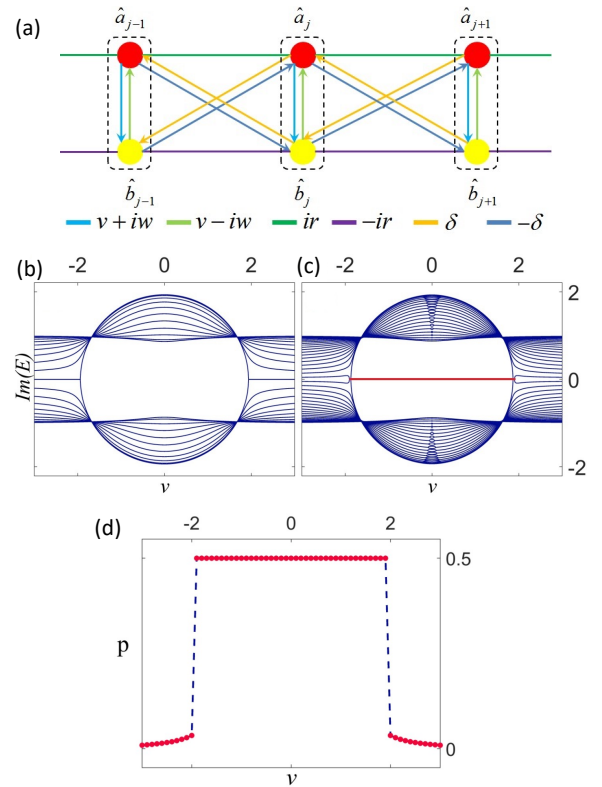 (a)
â_{j-1} â_j â_{j+1}
b̂_{j-1} b̂_j b̂_{j+1}
v+iw v−iw ir −ir δ −δ
(b) -2 0 2 (c) -2 0 2
2
Im(E) 0
-2
v v
(d)
-2 0 2
0.5
p
0
v